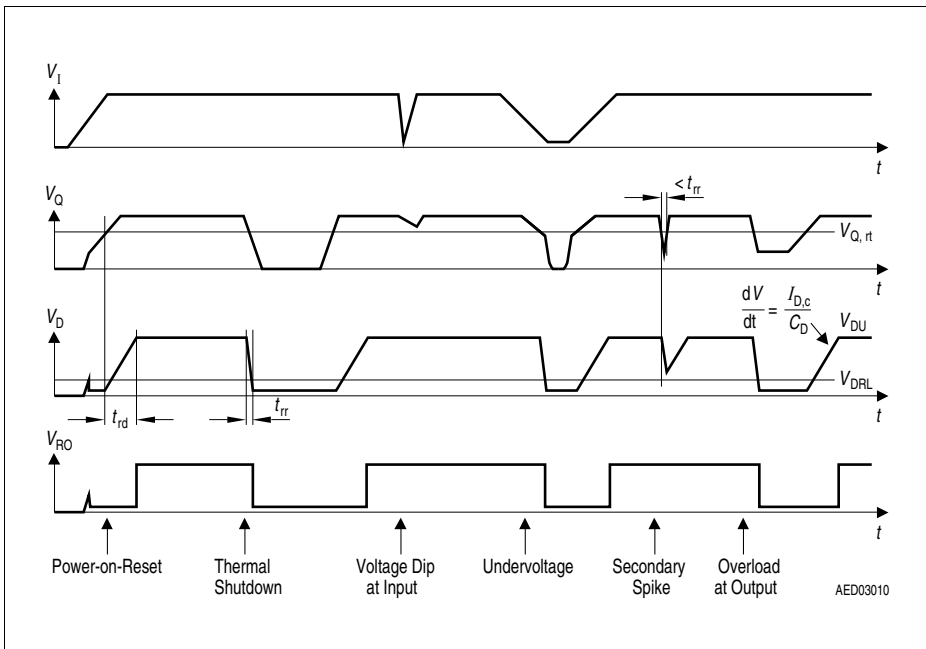 V_I
t
V_Q
< t_rr
V_Q, rt
t
V_D
dV/dt = I_D,c/C_D
V_DU
V_DRL
t_rd
t_rr
t
V_RO
t
Power-on-Reset
Thermal
Shutdown
Voltage Dip
at Input
Undervoltage
Secondary
Spike
Overload
at Output
AED03010